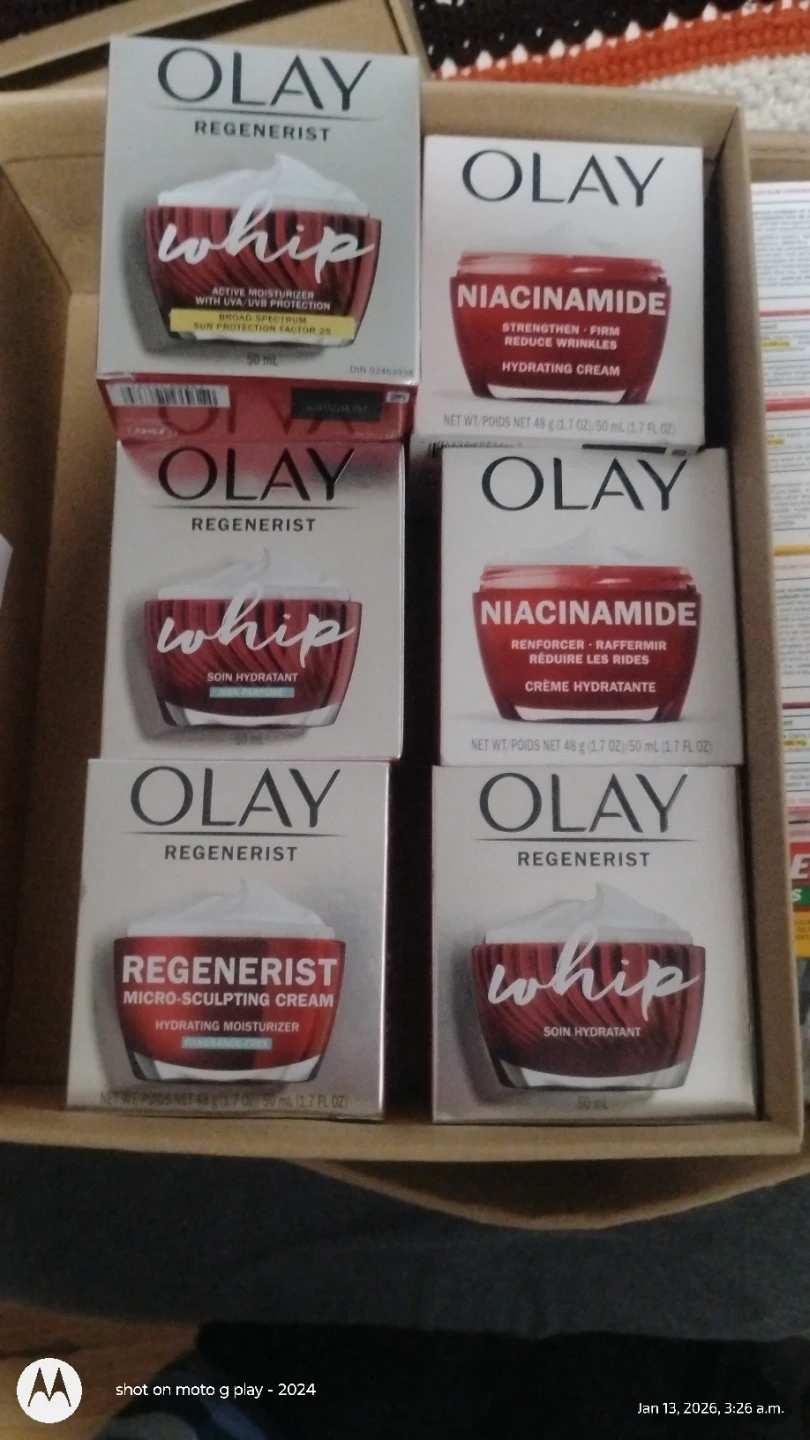 OLAY
REGENERIST
whip
ACTIVE MOISTURIZER
WITH UVA/UVB PROTECTION
BROAD SPECTRUM
SUN PROTECTION FACTOR 25
50 mL
OLAY
NIACINAMIDE
STRENGTHEN · FIRM
REDUCE WRINKLES
HYDRATING CREAM
NET WT/POIDS NET 48 g (1.7 OZ)/50 mL (1.7 FL OZ)
OLAY
REGENERIST
whip
SOIN HYDRATANT
NON PARFUMÉ
50 mL
OLAY
NIACINAMIDE
RENFORCER · RAFFERMIR
RÉDUIRE LES RIDES
CRÈME HYDRATANTE
NET WT/POIDS NET 48 g (1.7 OZ)/50 mL (1.7 FL OZ)
OLAY
REGENERIST
REGENERIST
MICRO-SCULPTING CREAM
HYDRATING MOISTURIZER
FRAGRANCE-FREE
NET WT/POIDS NET 48 g (1.7 OZ)/50 mL (1.7 FL OZ)
OLAY
REGENERIST
whip
SOIN HYDRATANT
50 mL
shot on moto g play - 2024
Jan 13, 2026, 3:26 a.m.